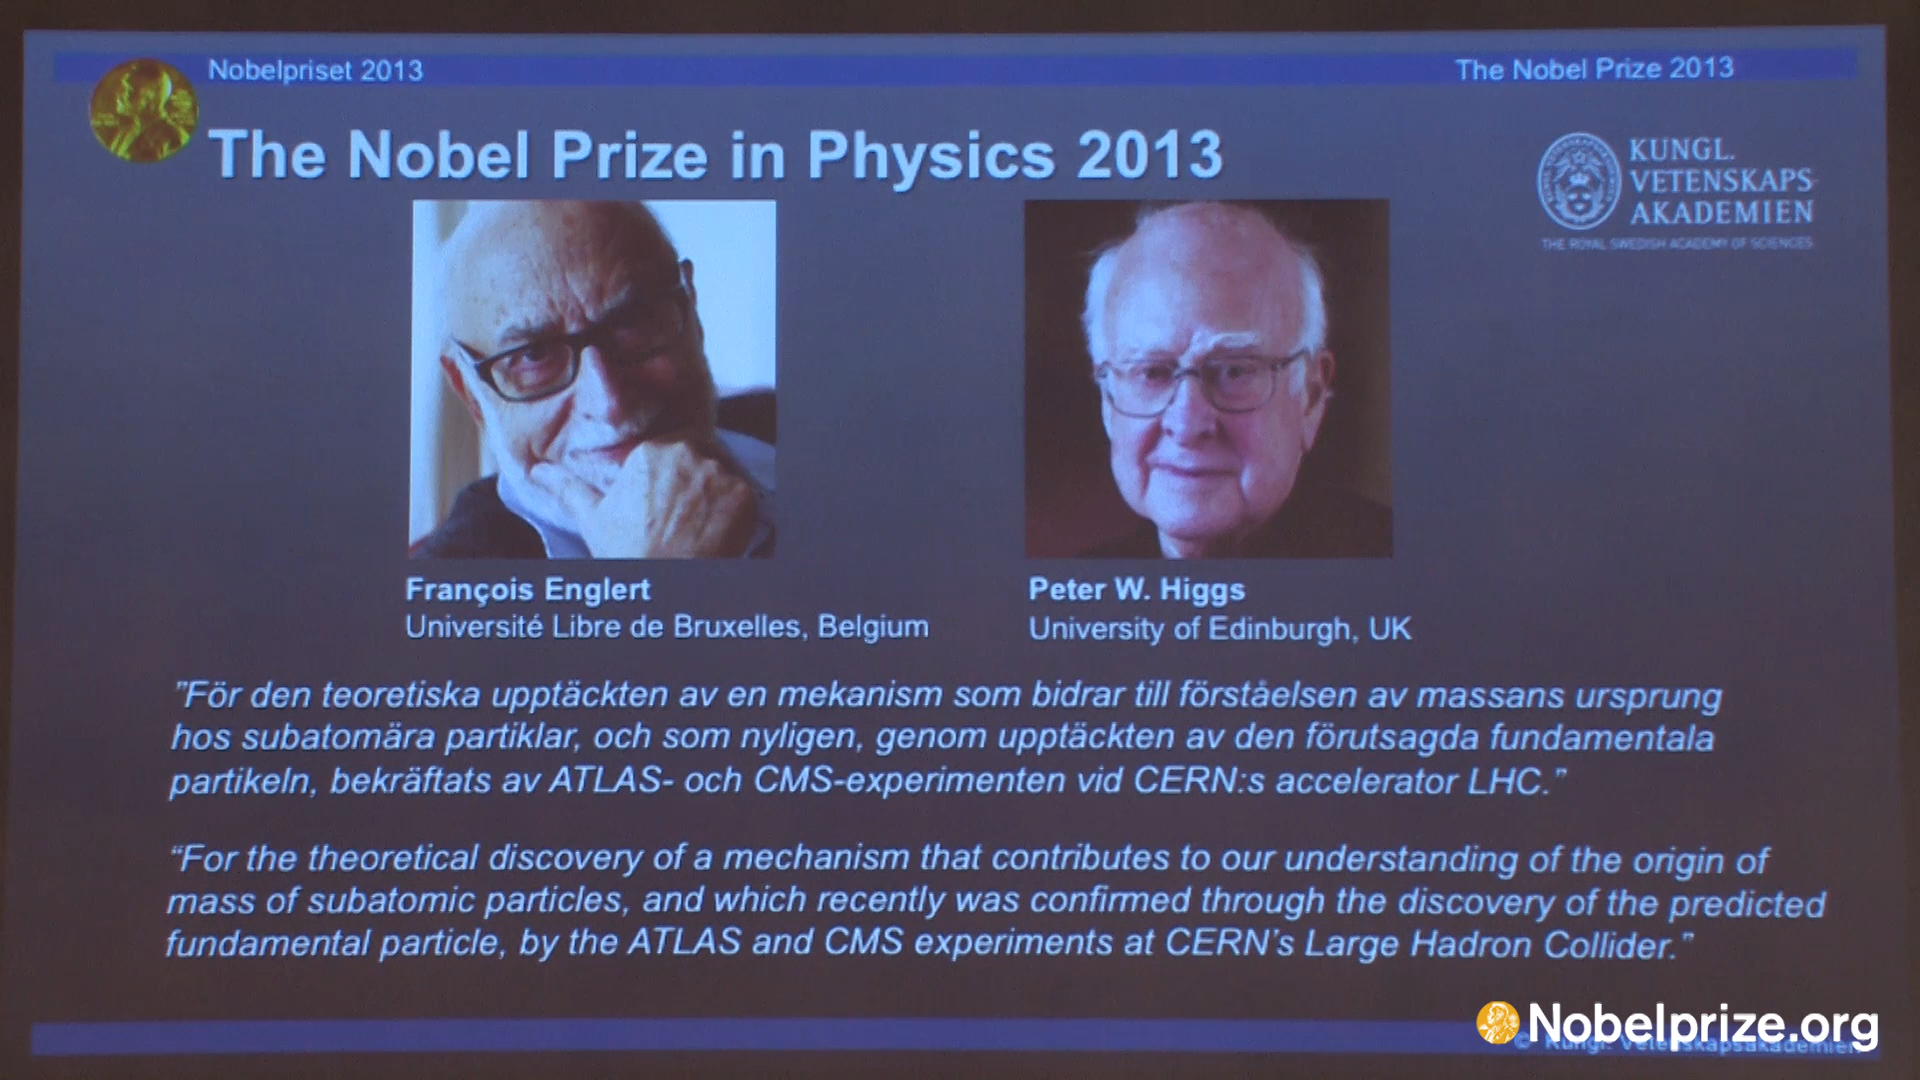 Nobelpriset 2013
The Nobel Prize 2013
The Nobel Prize in Physics 2013
KUNGL.
VETENSKAPS-
AKADEMIEN
THE ROYAL SWEDISH ACADEMY OF SCIENCES
François Englert
Université Libre de Bruxelles, Belgium
Peter W. Higgs
University of Edinburgh, UK
”För den teoretiska upptäckten av en mekanism som bidrar till förståelsen av massans ursprung
hos subatomära partiklar, och som nyligen, genom upptäckten av den förutsagda fundamentala
partikeln, bekräftats av ATLAS- och CMS-experimenten vid CERN:s accelerator LHC.”
“For the theoretical discovery of a mechanism that contributes to our understanding of the origin of
mass of subatomic particles, and which recently was confirmed through the discovery of the predicted
fundamental particle, by the ATLAS and CMS experiments at CERN’s Large Hadron Collider.”
Nobelprize.org
© Kungl. Vetenskapsakademien